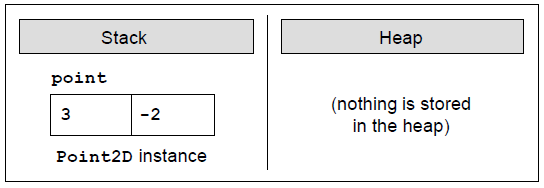 Stack
Heap
point
3
-2
Point2D instance
(nothing is stored
in the heap)